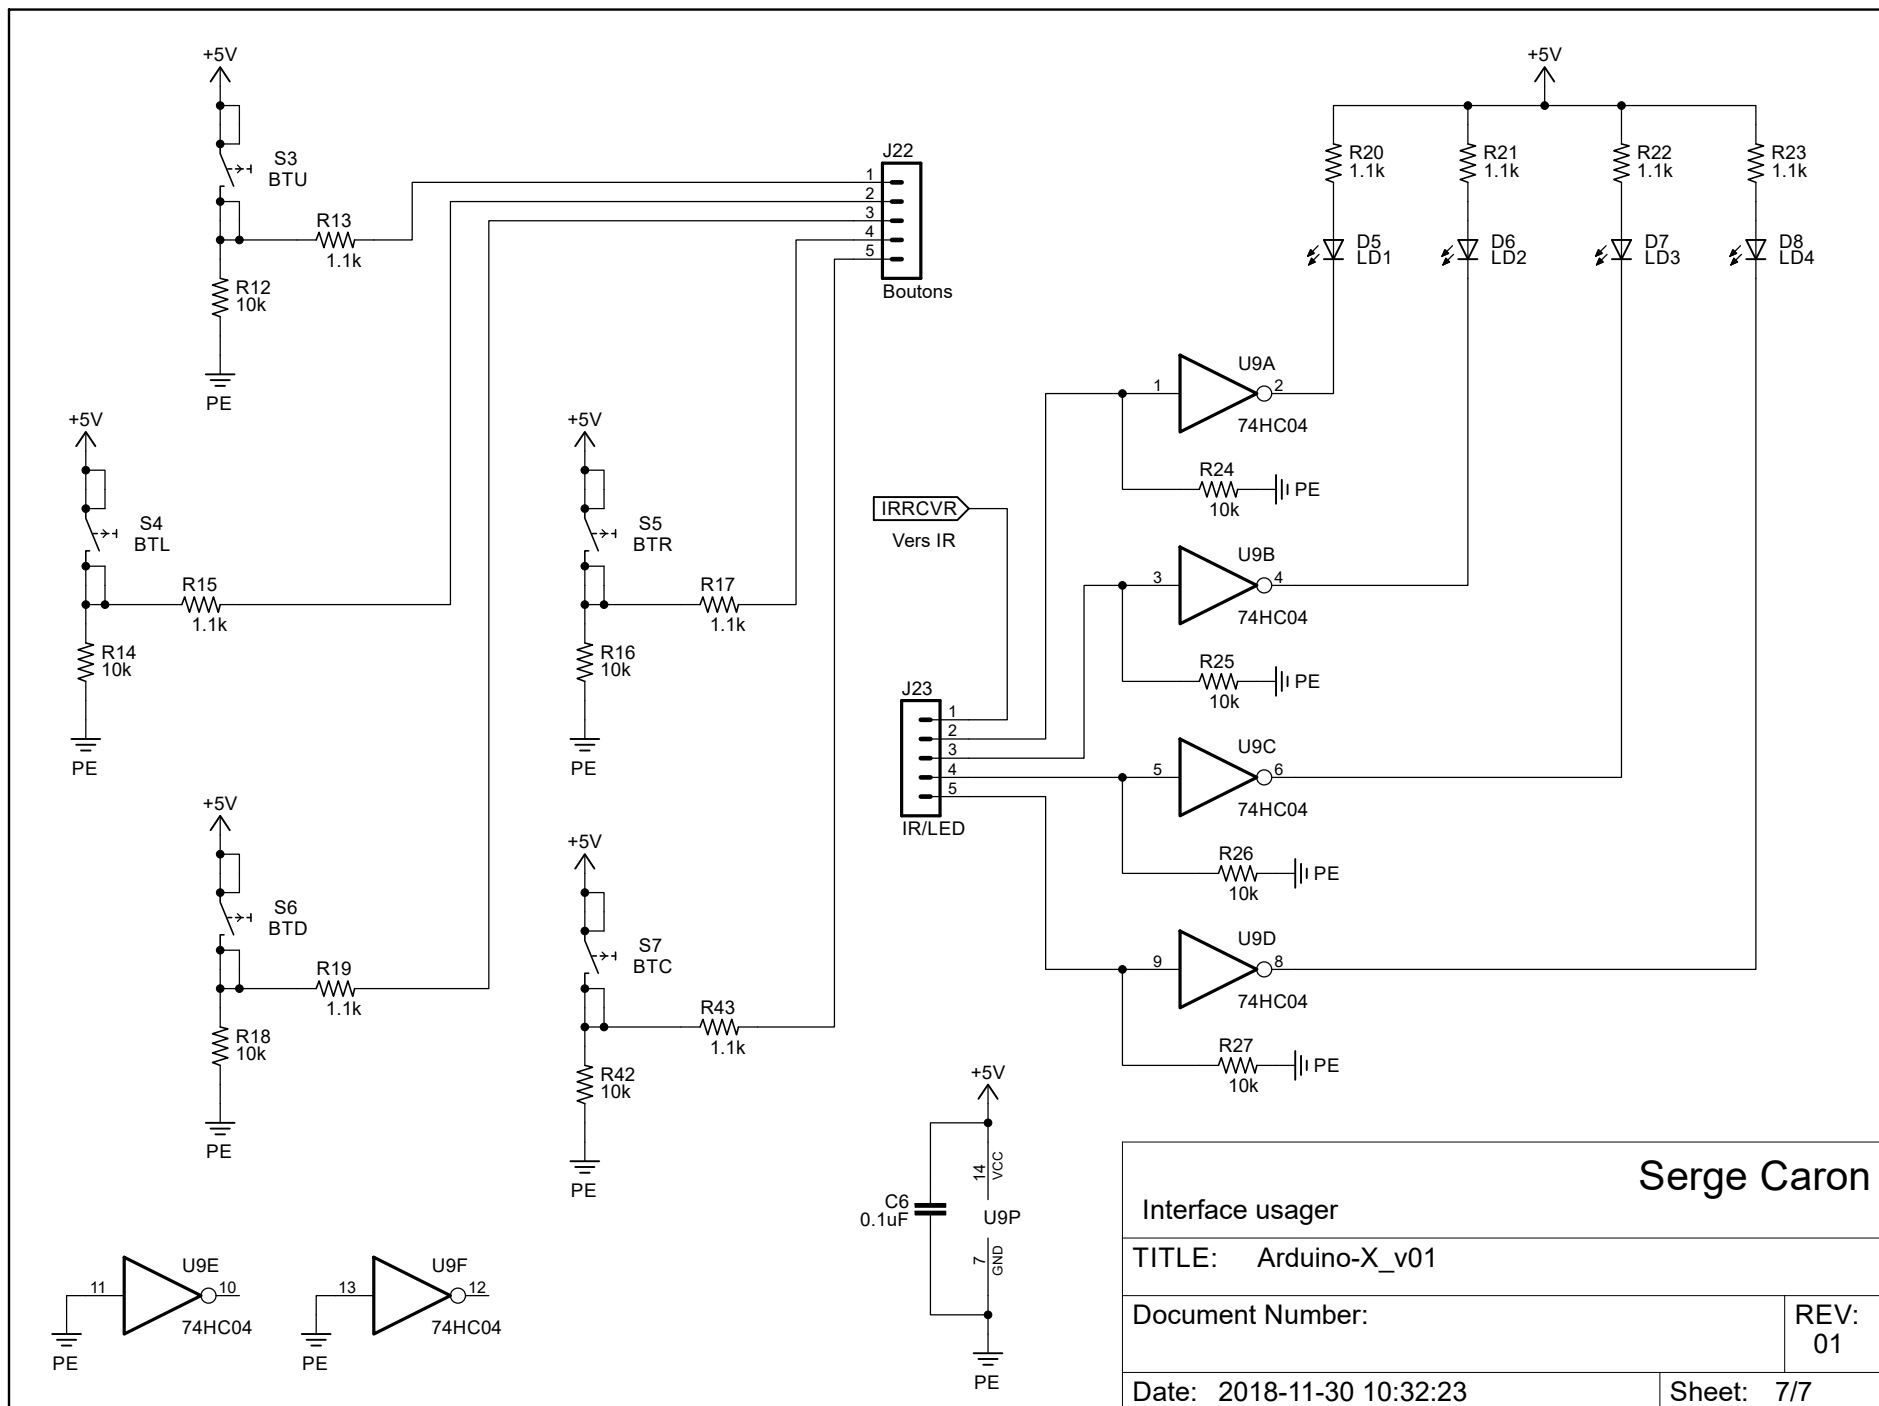 +5V
S3
BTU
R13
1.1k
R12
10k
PE
J22
1
2
3
4
5
Boutons
+5V
R20
1.1k
R21
1.1k
R22
1.1k
R23
1.1k
D5
LD1
D6
LD2
D7
LD3
D8
LD4
+5V
S4
BTL
R15
1.1k
R14
10k
PE
+5V
S5
BTR
R17
1.1k
R16
10k
PE
IRRCVR
Vers IR
U9A
1
2
74HC04
R24
10k
PE
U9B
3
4
74HC04
R25
10k
PE
J23
1
2
3
4
5
IR/LED
U9C
5
6
74HC04
R26
10k
PE
U9D
9
8
74HC04
R27
10k
PE
+5V
S6
BTD
R19
1.1k
R18
10k
PE
+5V
S7
BTC
R43
1.1k
R42
10k
PE
+5V
14
VCC
C6
0.1uF
U9P
7
GND
PE
U9E
11
10
74HC04
PE
U9F
13
12
74HC04
PE
Serge Caron
Interface usager
TITLE: Arduino-X_v01
Document Number:
REV:
01
Date: 2018-11-30 10:32:23
Sheet: 7/7